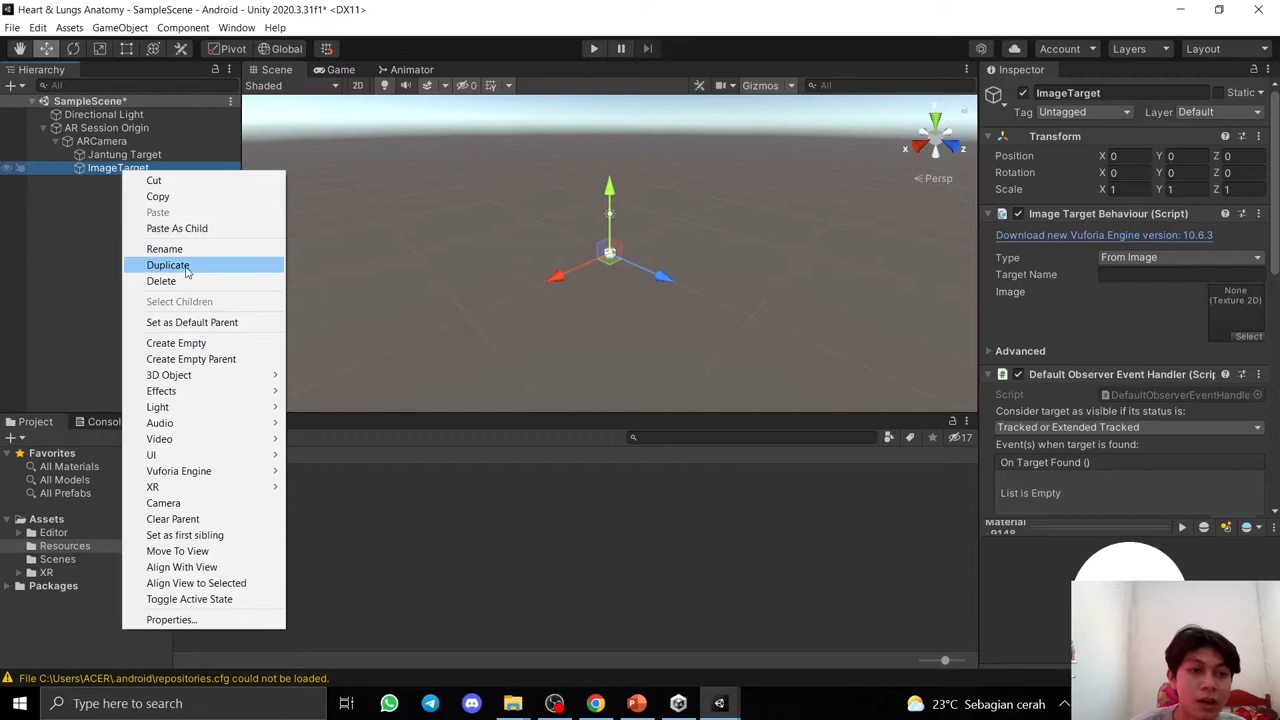 Heart & Lungs Anatomy - SampleScene - Android - Unity 2020.3.31f1* <DX11>
File Edit Assets GameObject Component Window Help
Pivot Global Account Layers Layout
Hierarchy Scene Game Animator Inspector
All Shaded 2D 0 Gizmos All ImageTarget Static
SampleScene* Tag Untagged Layer Default
Directional Light
AR Session Origin Transform
ARCamera
Jantung Target Position X 0 Y 0 Z 0
ImageTarget Rotation X 0 Y 0 Z 0
Scale X 1 Y 1 Z 1
y x z
Persp
Cut
Copy
Paste
Paste As Child
Rename
Duplicate
Delete
Select Children
Set as Default Parent
Create Empty
Create Empty Parent
3D Object
Effects
Light
Audio
Video
UI
Vuforia Engine
XR
Camera
Clear Parent
Set as first sibling
Move To View
Align With View
Align View to Selected
Toggle Active State
Properties...
Image Target Behaviour (Script)
Download new Vuforia Engine version: 10.6.3
Type From Image
Target Name
Image None
(Texture 2D)
Select
Advanced
Default Observer Event Handler (Scrip
Script DefaultObserverEventHandle
Consider target as visible if its status is:
Tracked or Extended Tracked
Event(s) when target is found:
On Target Found ()
List is Empty
Material
-9148
Project Consol
17
Favorites
All Materials
All Models
All Prefabs
Assets
Editor
Resources
Scenes
XR
Packages
File C:\Users\ACER\.android\repositories.cfg could not be loaded.
Type here to search 23°C Sebagian cerah